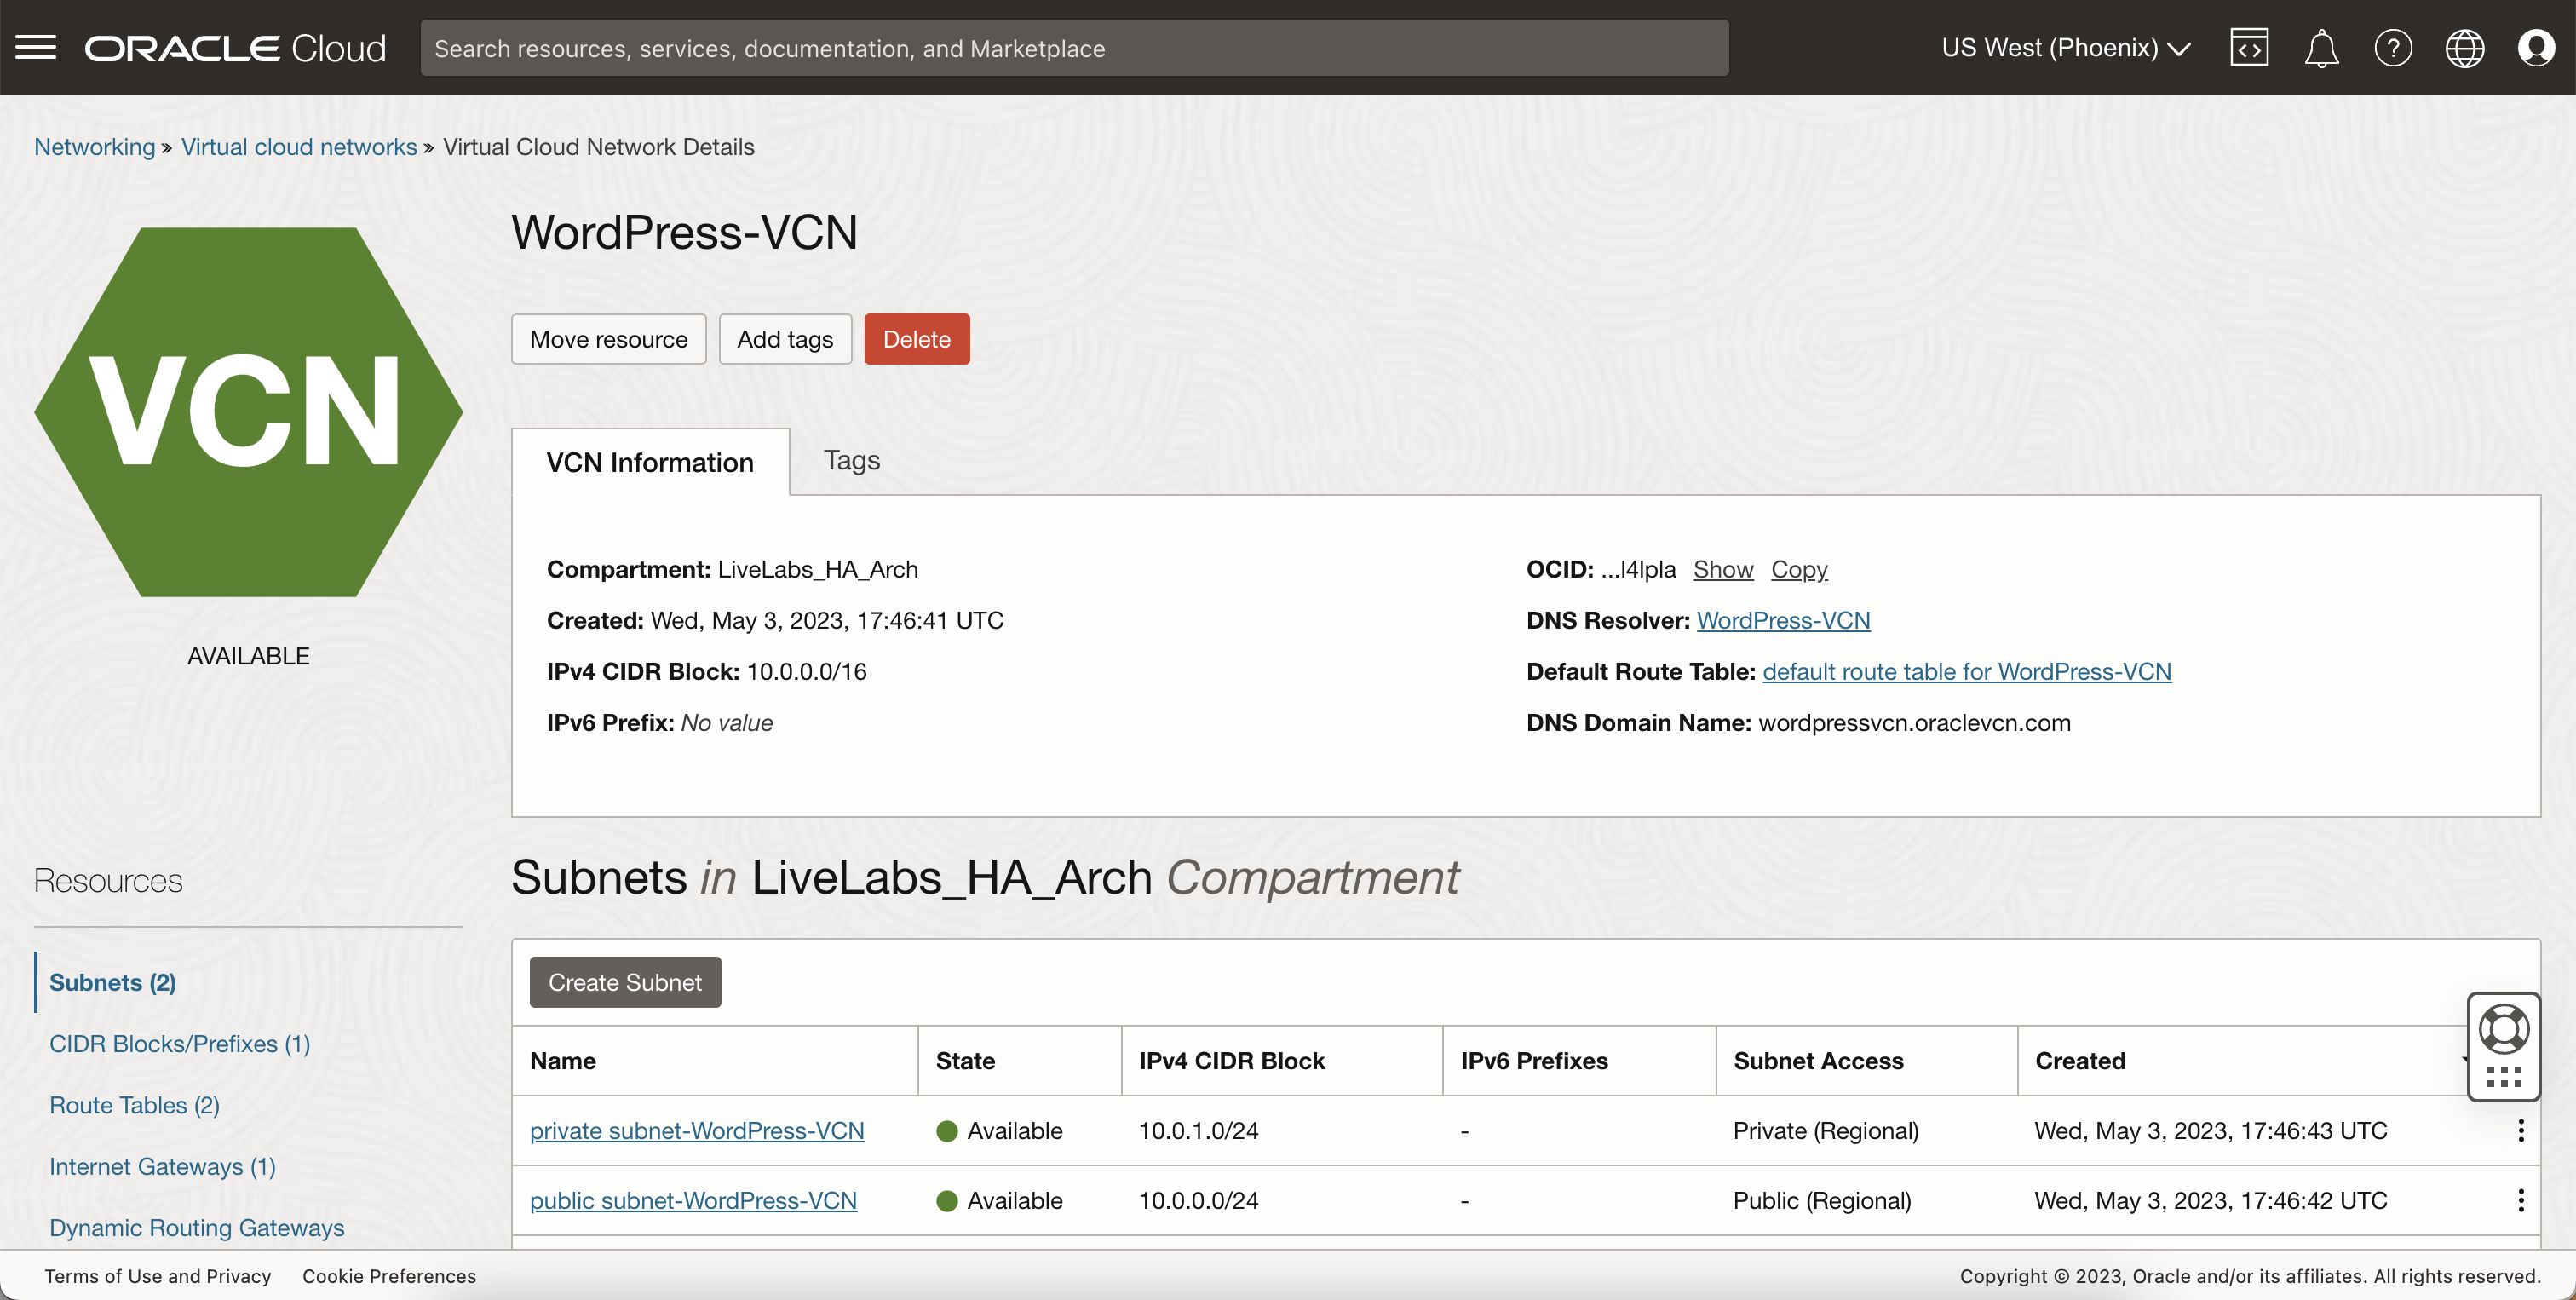 ORACLE Cloud
Search resources, services, documentation, and Marketplace
US West (Phoenix)
Networking » Virtual cloud networks » Virtual Cloud Network Details
VCN
AVAILABLE
WordPress-VCN
Move resource
Add tags
Delete
VCN Information
Tags
Compartment: LiveLabs_HA_Arch
Created: Wed, May 3, 2023, 17:46:41 UTC
IPv4 CIDR Block: 10.0.0.0/16
IPv6 Prefix: No value
OCID: ...l4lpla Show Copy
DNS Resolver: WordPress-VCN
Default Route Table: default route table for WordPress-VCN
DNS Domain Name: wordpressvcn.oraclevcn.com
Resources
Subnets (2)
CIDR Blocks/Prefixes (1)
Route Tables (2)
Internet Gateways (1)
Dynamic Routing Gateways
Subnets in LiveLabs_HA_Arch Compartment
Create Subnet
Name State IPv4 CIDR Block IPv6 Prefixes Subnet Access Created
private subnet-WordPress-VCN Available 10.0.1.0/24 - Private (Regional) Wed, May 3, 2023, 17:46:43 UTC
public subnet-WordPress-VCN Available 10.0.0.0/24 - Public (Regional) Wed, May 3, 2023, 17:46:42 UTC
Terms of Use and Privacy Cookie Preferences
Copyright © 2023, Oracle and/or its affiliates. All rights reserved.